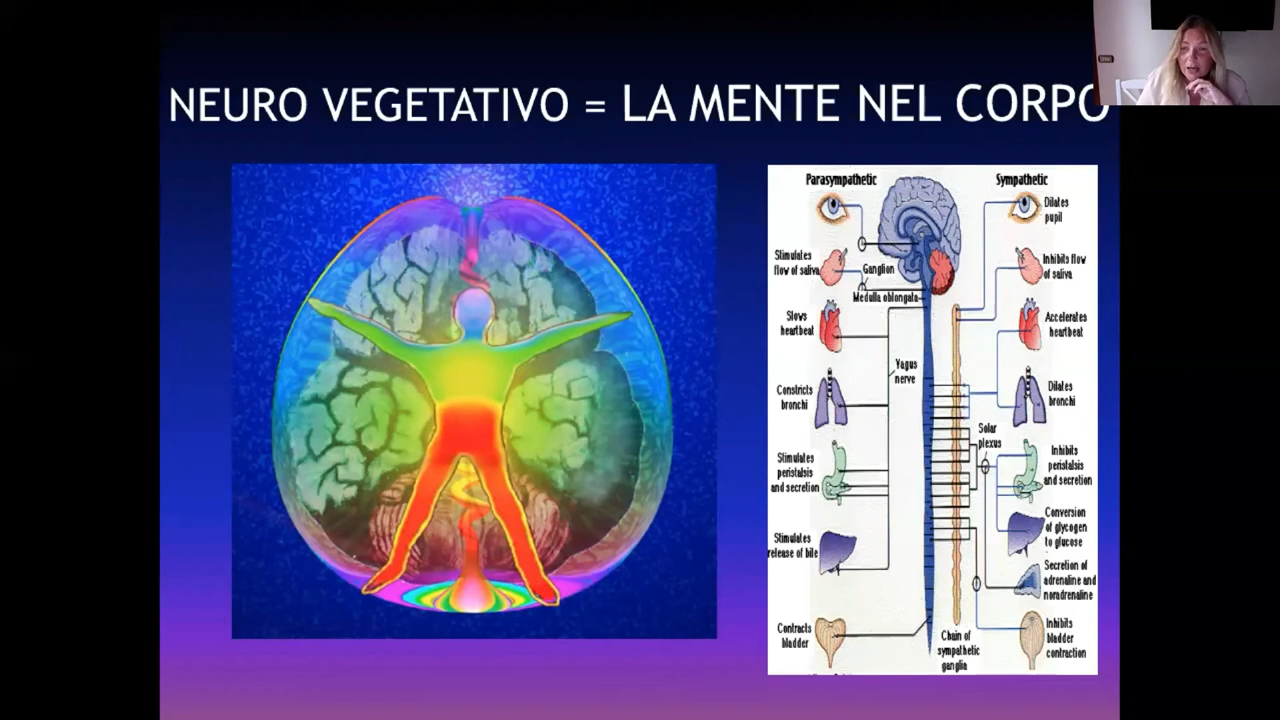 NEURO VEGETATIVO = LA MENTE NEL CORPO
Parasympathetic
Sympathetic
Dilates
pupil
Stimulates
flow of saliva
Ganglion
Medulla oblongata
Inhibits flow
of saliva
Slows
heartbeat
Accelerates
heartbeat
Vagus
nerve
Constricts
bronchi
Dilates
bronchi
Solar
plexus
Stimulates
peristalsis
and secretion
Inhibits
peristalsis
and secretion
Conversion
of glycogen
to glucose
Stimulates
release of bile
Secretion of
adrenaline and
noradrenaline
Contracts
bladder
Chain of
sympathetic
ganglia
Inhibits
bladder
contraction